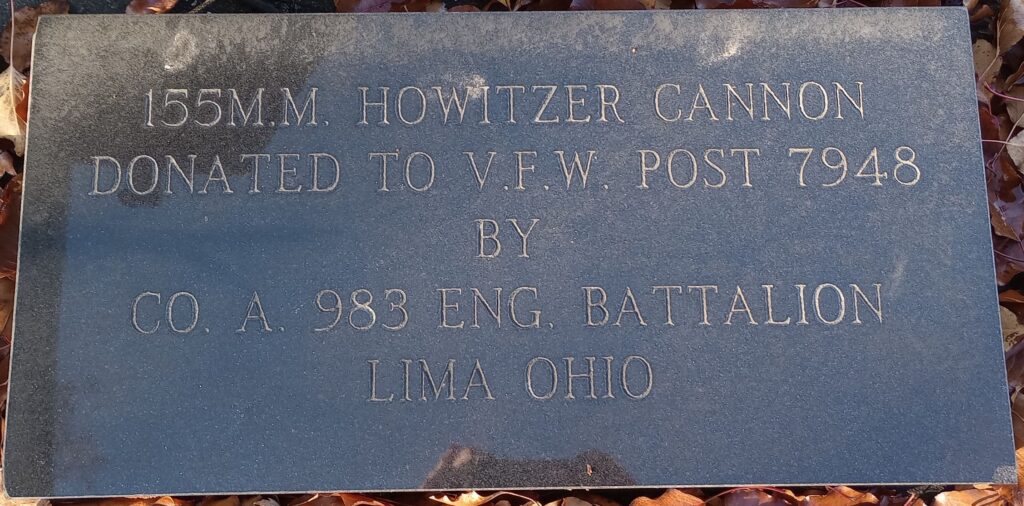 155M.M. HOWITZER CANNON
DONATED TO V.F.W. POST 7948
BY
CO. A. 983 ENG. BATTALION
LIMA OHIO